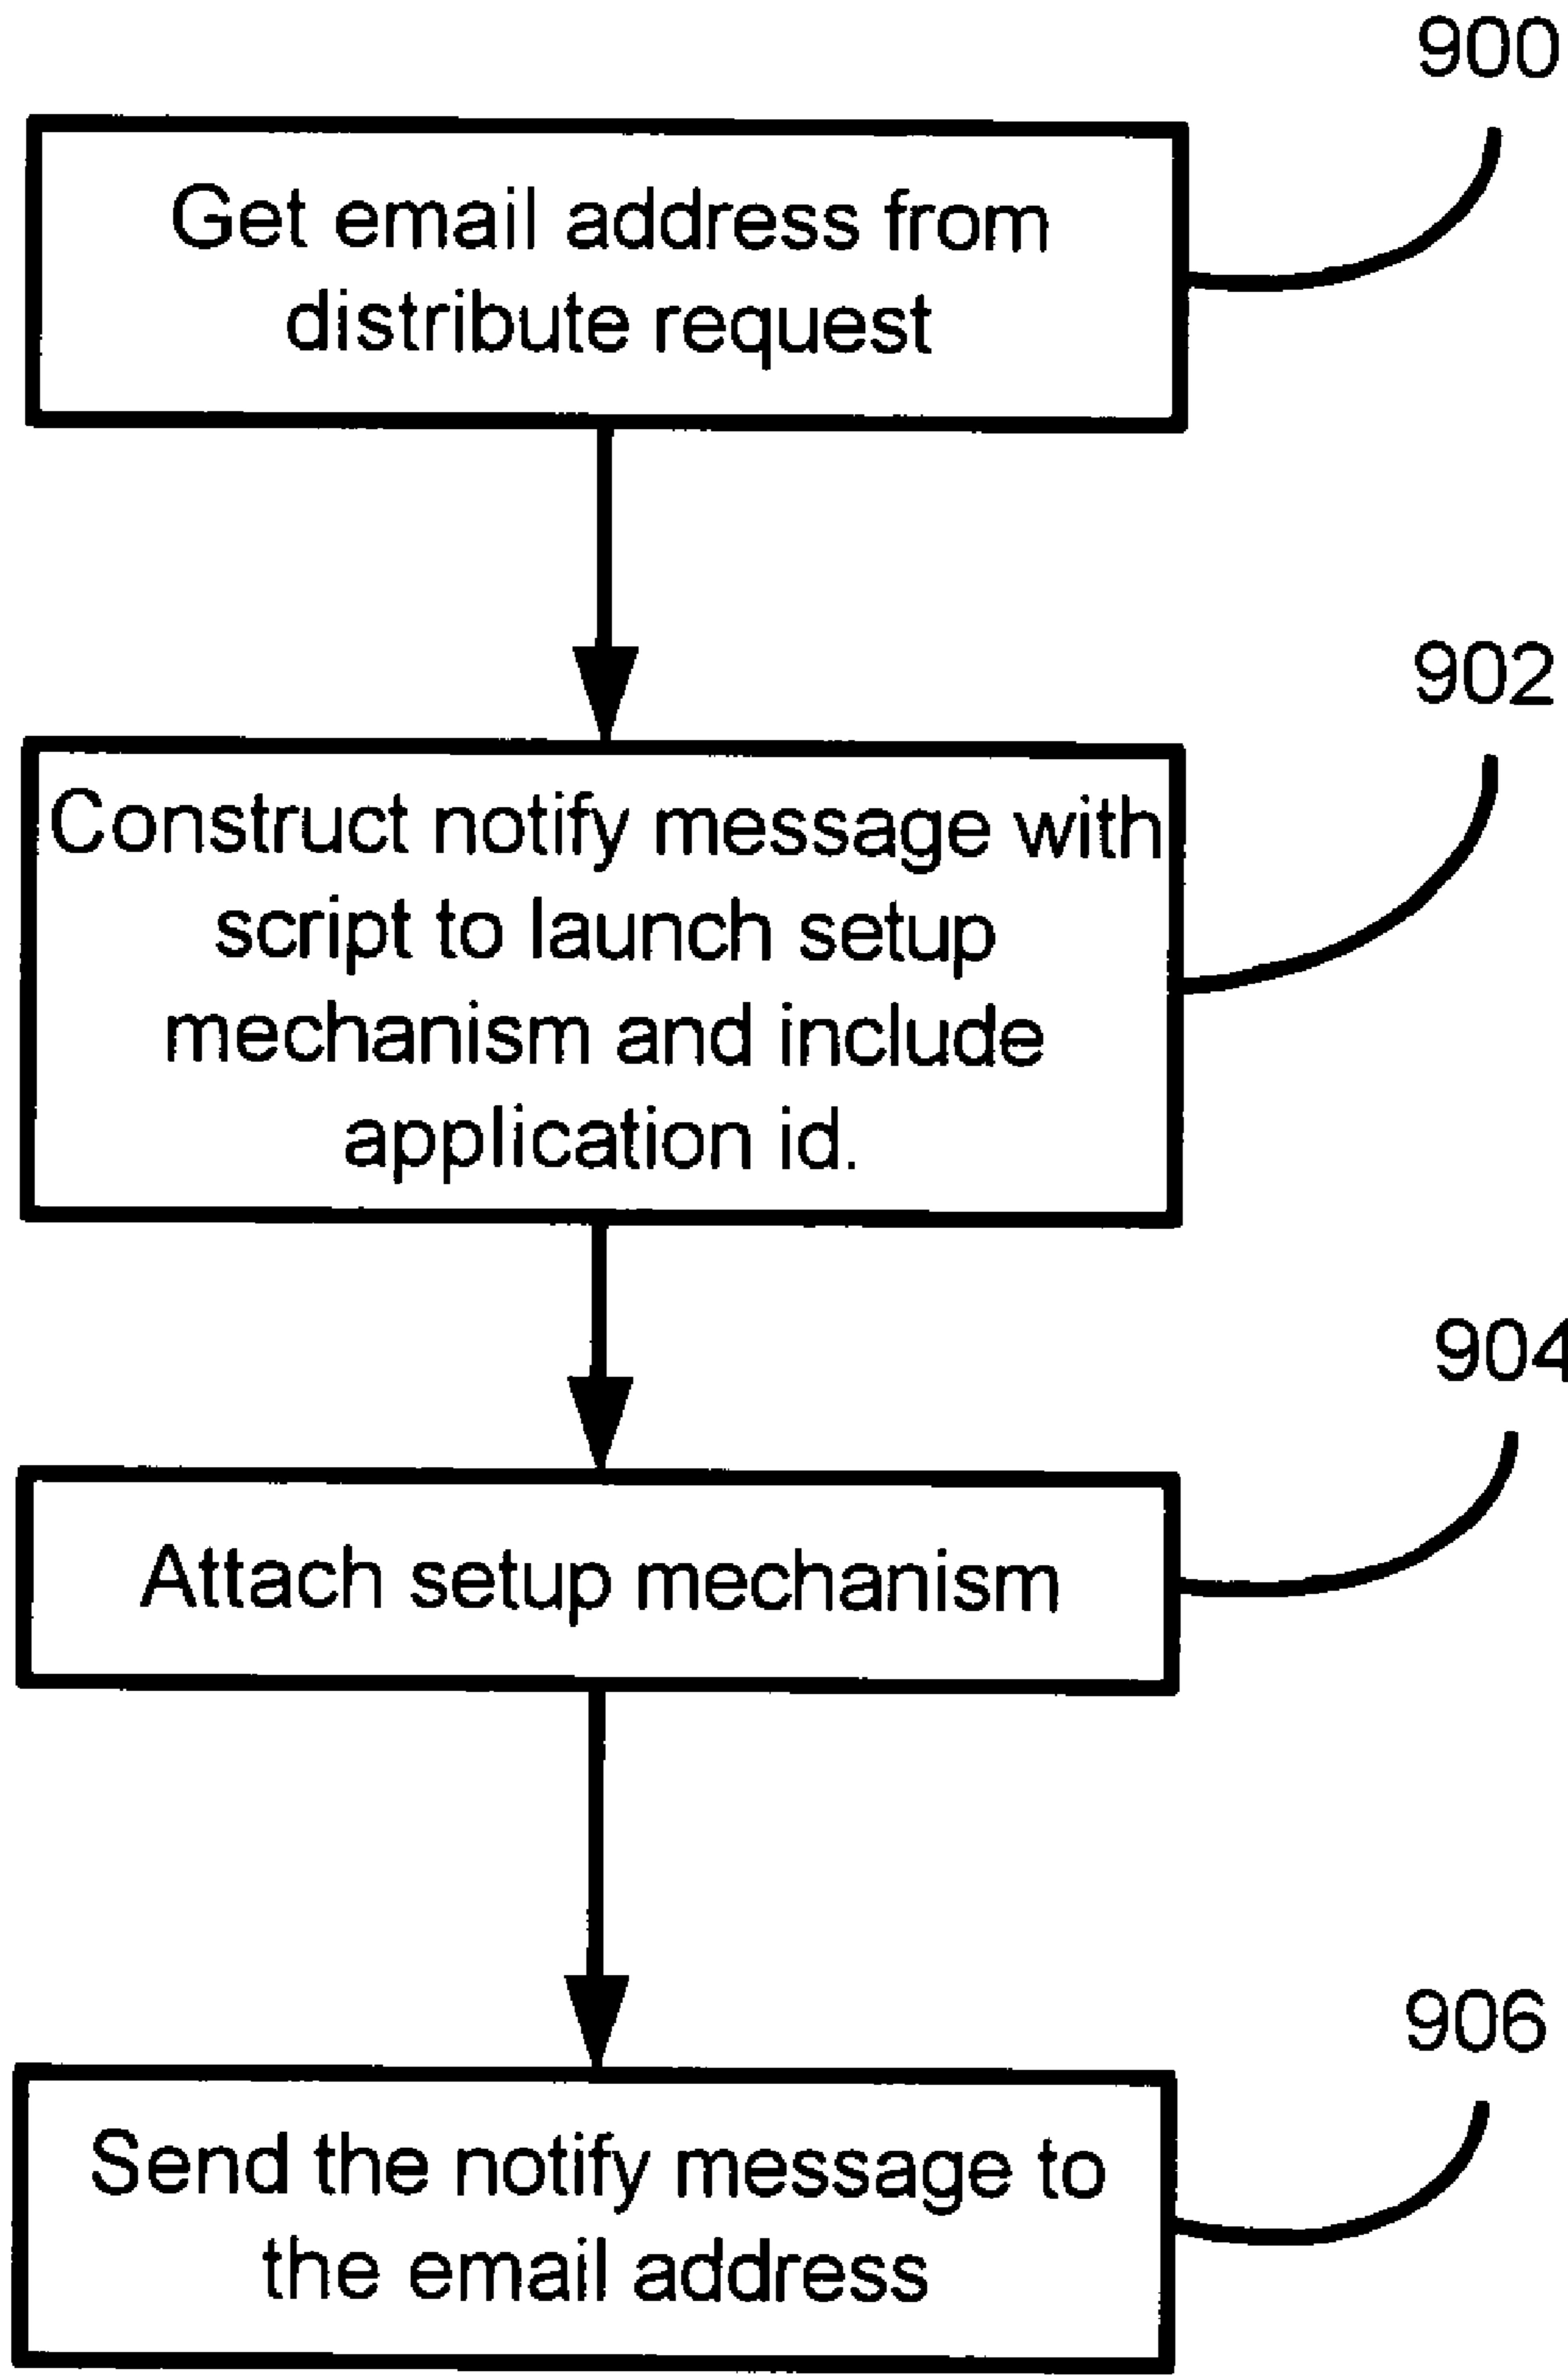 900
Get email address from
distribute request
902
Construct notify message with
script to launch setup
mechanism and include
application id.
904
Attach setup mechanism
906
Send the notify message to
the email address